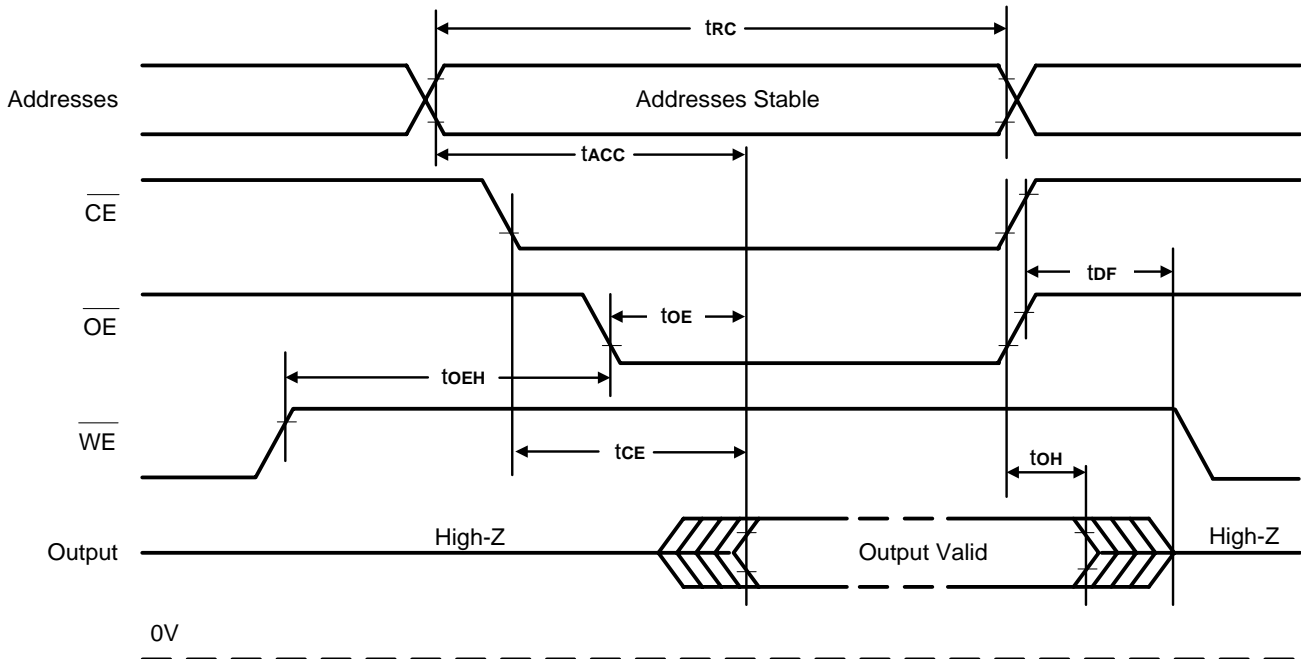 tRC
Addresses
Addresses Stable
tACC
CE
tDF
OE
tOE
tOEH
WE
tCE
tOH
High-Z
Output
Output Valid
High-Z
0V